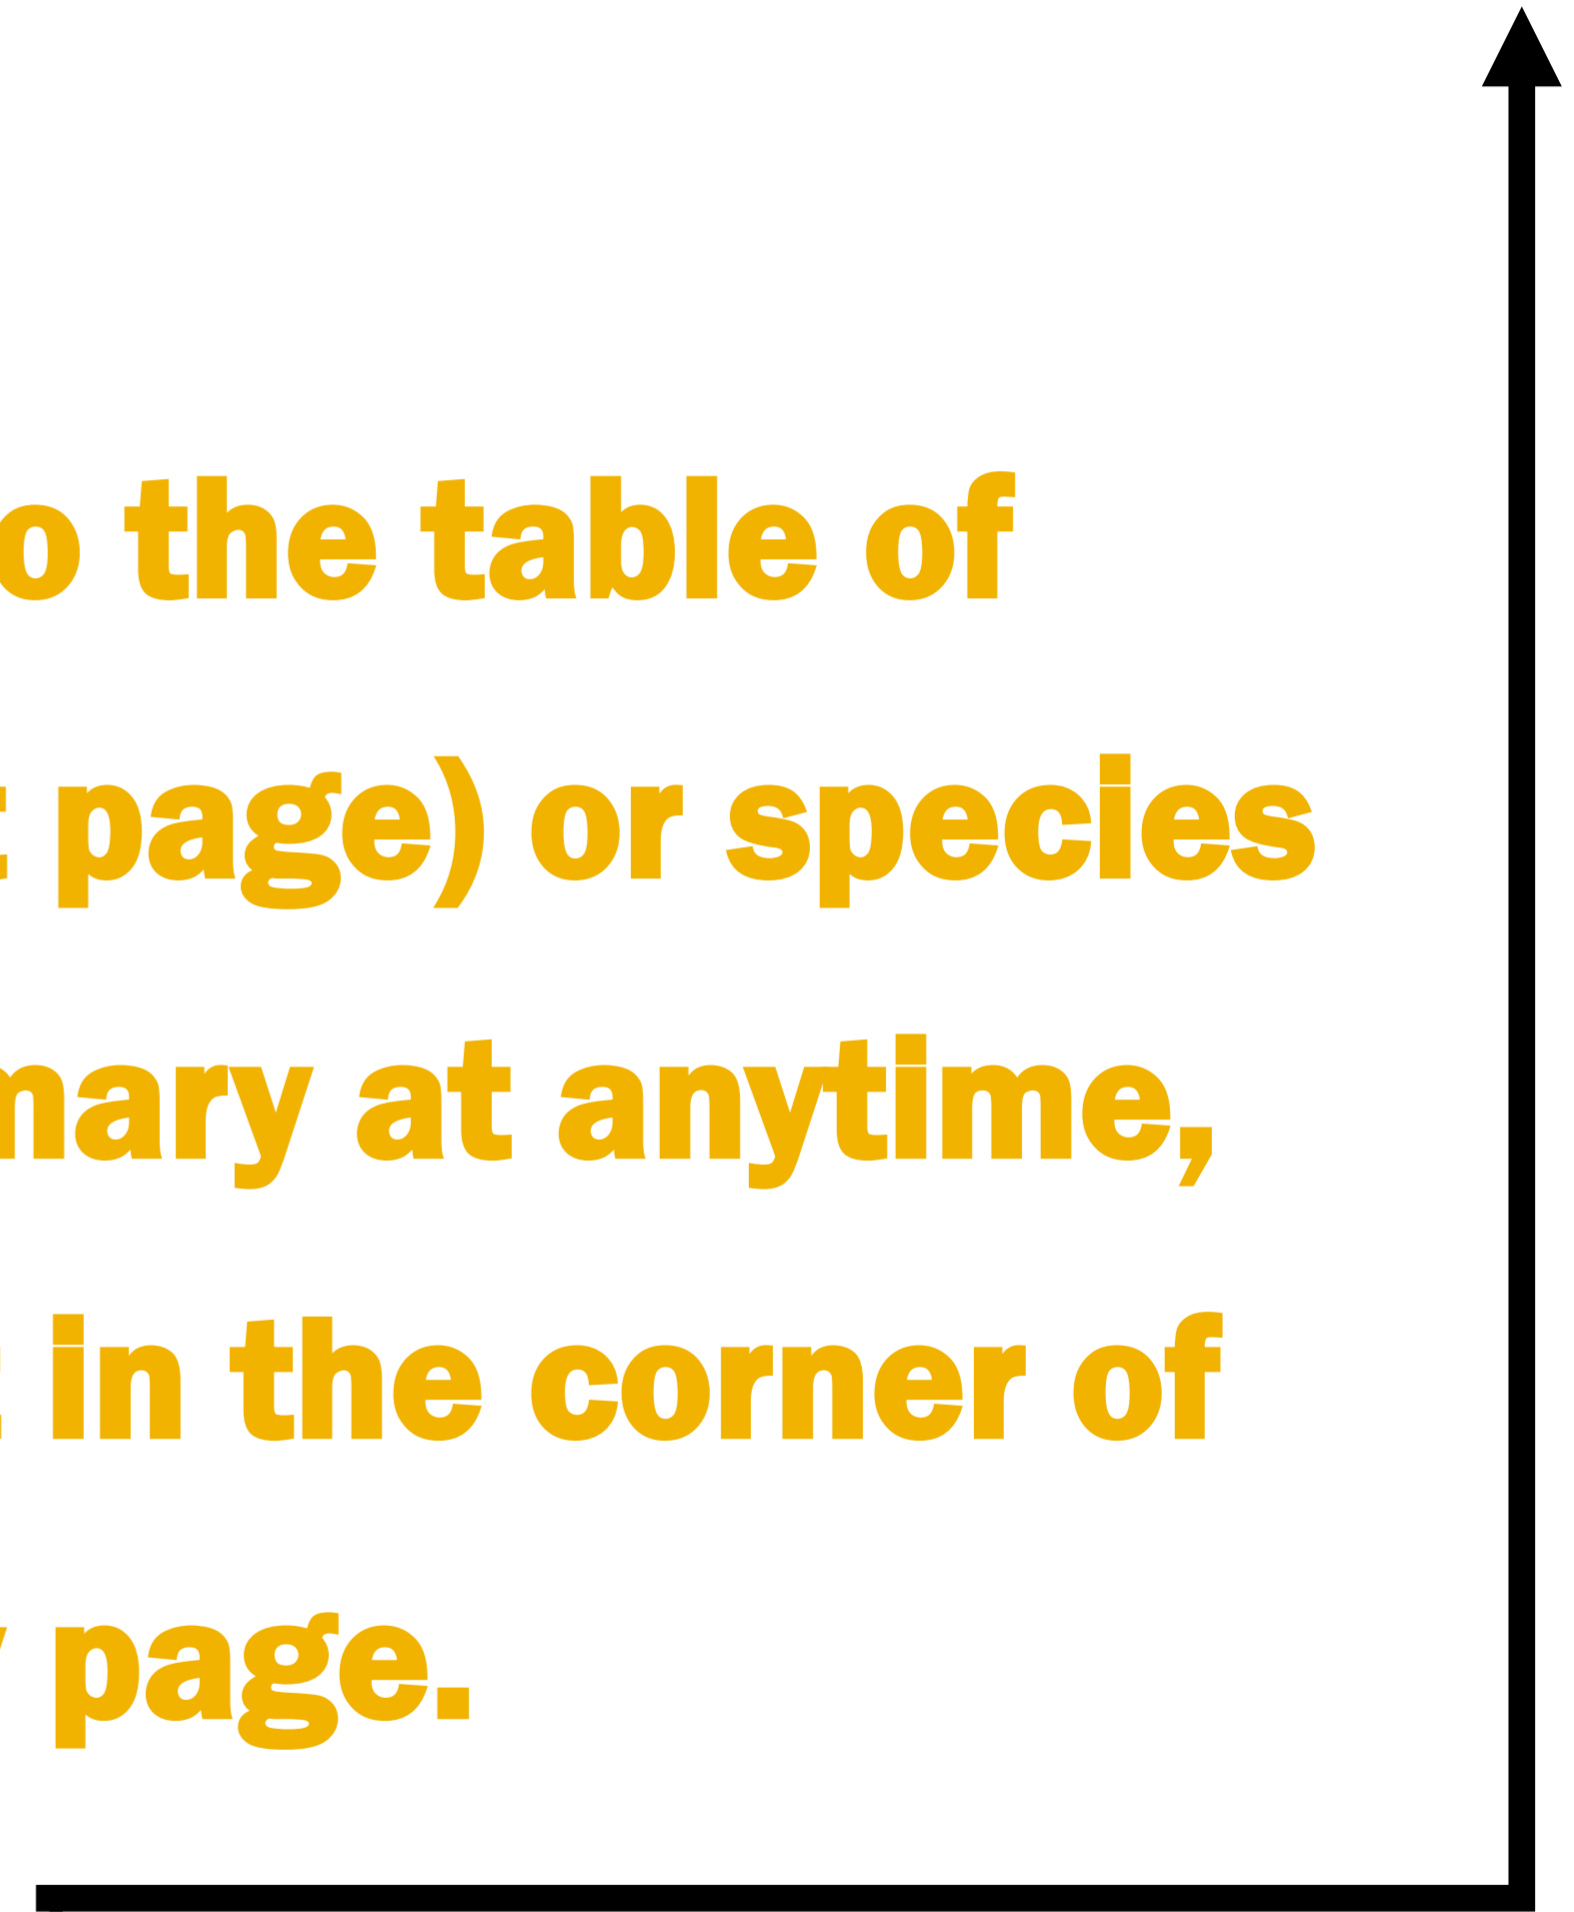 o the table of
page) or species
mary at anytime,
in the corner of
page.